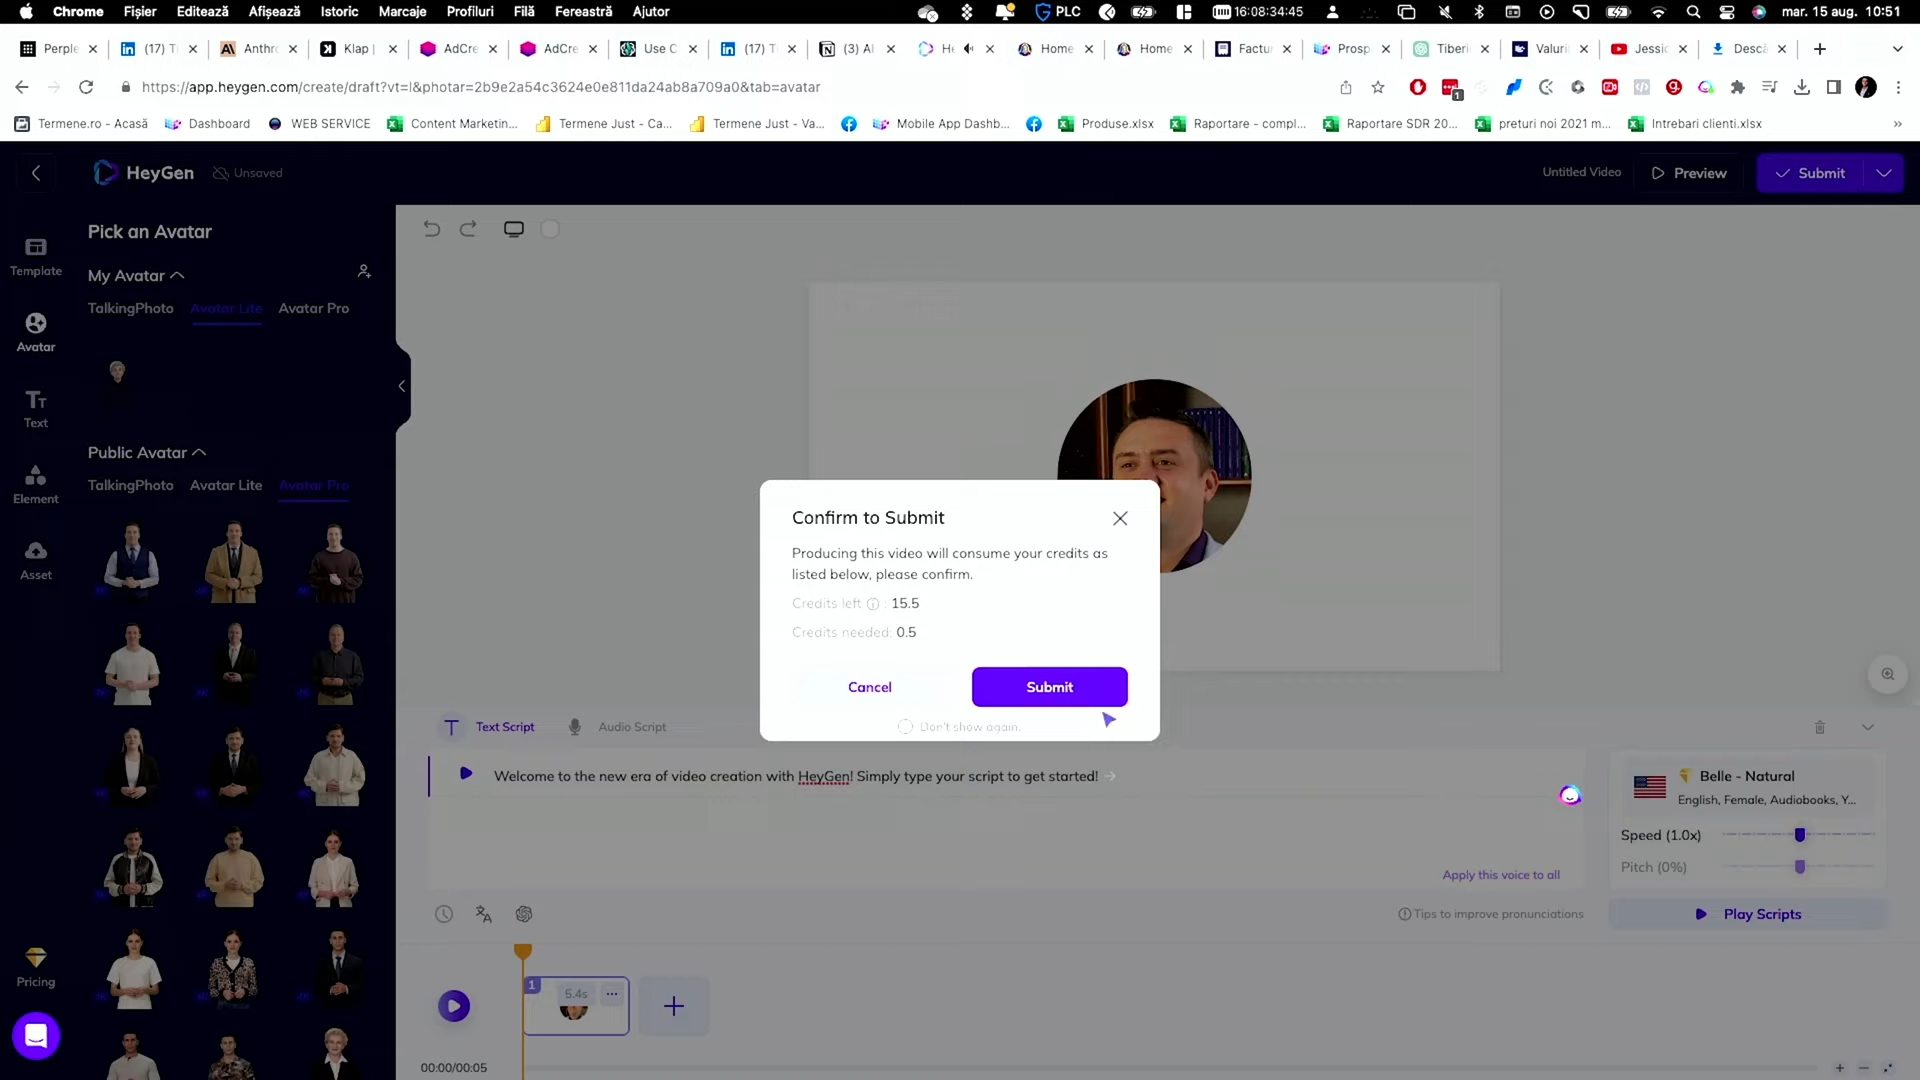 Chrome Fișier Editează Afișează Istoric Marcaje Profiluri Filă Fereastră Ajutor PLC 16:08:34:45 mar. 15 aug. 10:51
Perple (17) Ti Anthro Klap | AdCre AdCre Use C (17) Ti (3) AI He Home Home Factur Prosp Tiberi Valuri Jessic Descă
https://app.heygen.com/create/draft?vt=l&photar=2b9e2a54c3624e0e811da24ab8a709a0&tab=avatar
1
Termene.ro - Acasă Dashboard WEB SERVICE Content Marketin... Termene Just - Ca... Termene Just - Va... Mobile App Dashb... Produse.xlsx Raportare - compl... Raportare SDR 20... preturi noi 2021 m... Intrebari clienti.xlsx »
HeyGen Unsaved Untitled Video Preview Submit
Pick an Avatar
Template
My Avatar
TalkingPhoto Avatar Lite Avatar Pro
Avatar
Text
Public Avatar
TalkingPhoto Avatar Lite Avatar Pro
Element
Asset
Pricing
Confirm to Submit
Producing this video will consume your credits as
listed below, please confirm.
Credits left : 15.5
Credits needed: 0.5
Cancel Submit
Don't show again.
Text Script Audio Script
Welcome to the new era of video creation with HeyGen! Simply type your script to get started!
Belle - Natural
English, Female, Audiobooks, Y...
Speed (1.0x)
Pitch (0%)
Apply this voice to all
Tips to improve pronunciations
Play Scripts
1
5.4s
00:00/00:05